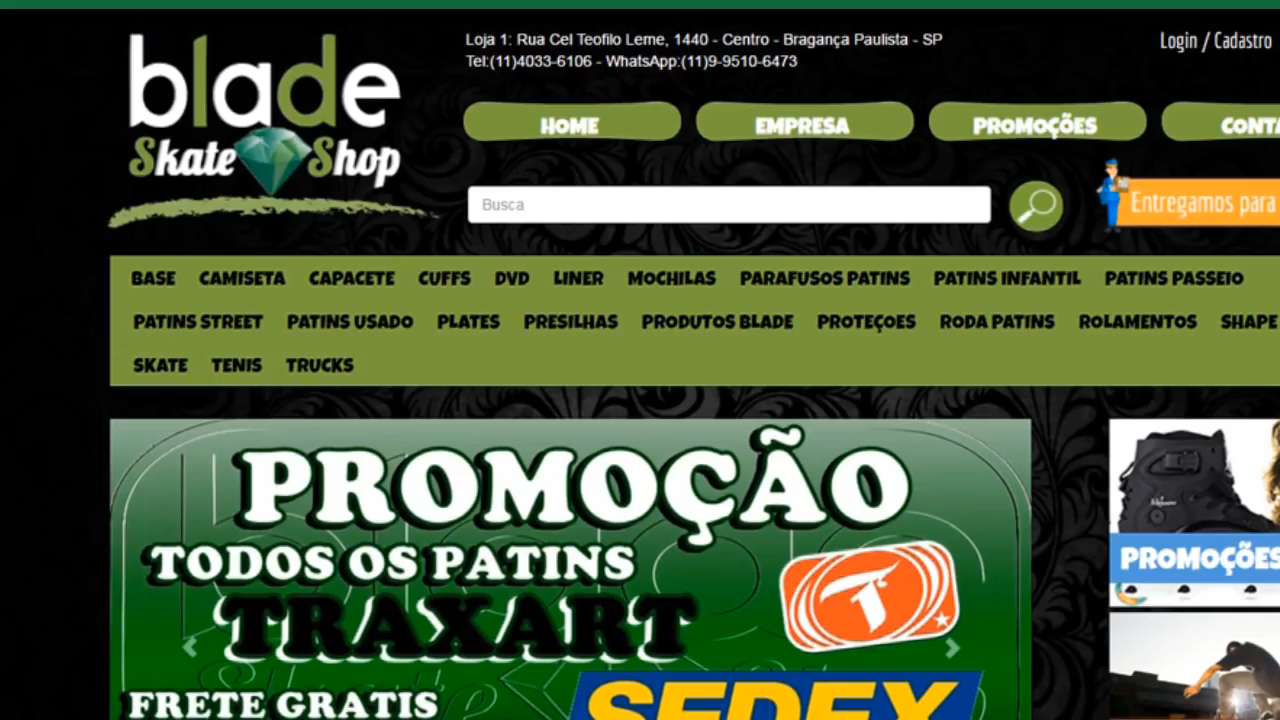 blade
Skate Shop
Loja 1: Rua Cel Teofilo Leme, 1440 - Centro - Bragança Paulista - SP
Tel:(11)4033-6106 - WhatsApp:(11)9-9510-6473
Login / Cadastro
HOME EMPRESA PROMOÇÕES CONTA
Busca
Entregamos para
BASE CAMISETA CAPACETE CUFFS DVD LINER MOCHILAS PARAFUSOS PATINS PATINS INFANTIL PATINS PASSEIO
PATINS STREET PATINS USADO PLATES PRESILHAS PRODUTOS BLADE PROTEÇOES RODA PATINS ROLAMENTOS SHAPE
SKATE TENIS TRUCKS
PROMOÇÃO
TODOS OS PATINS
TRAXART
T
FRETE GRATIS
SEDEX
PROMOÇÕES